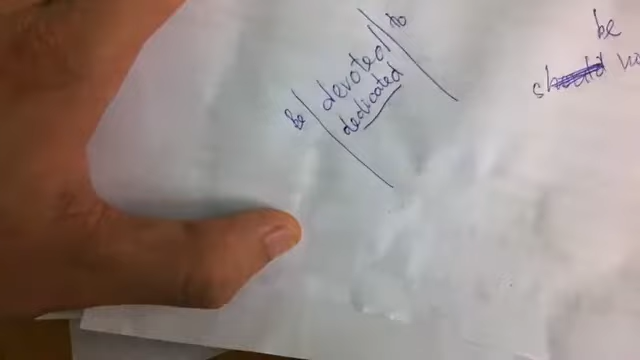 be | devoted | to
dedicated
be